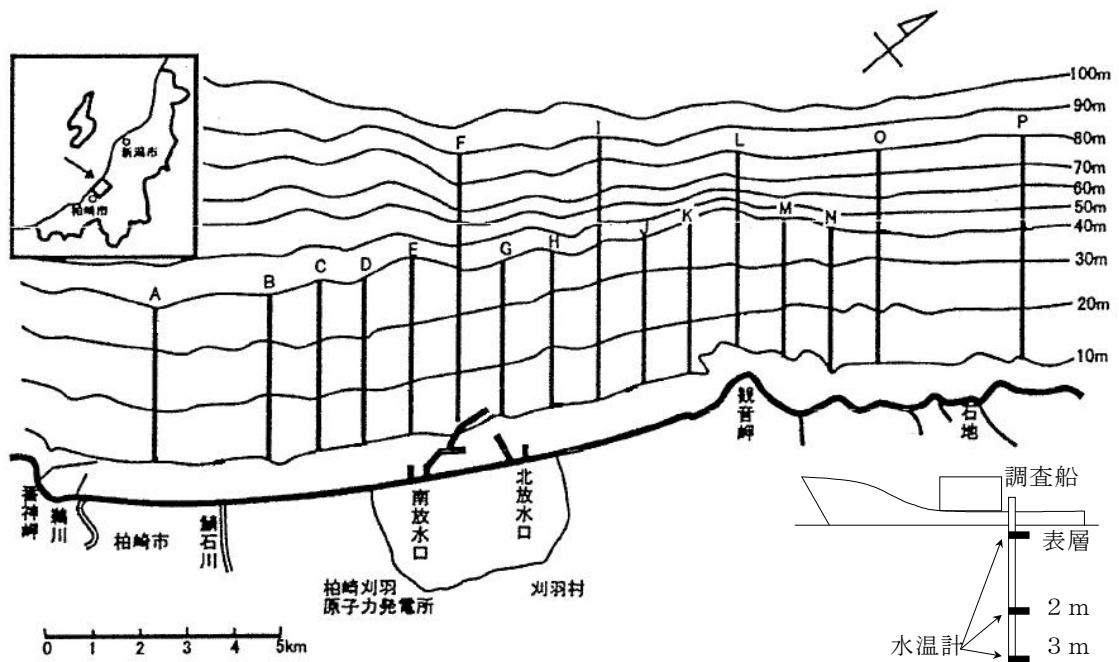 100m
90m
80m
70m
60m
50m
40m
30m
20m
10m
新潟市
柏崎市
A
B
C
D
E
F
G
H
I
J
K
L
M
N
O
P
番神岬
鵜川
柏崎市
鯖石川
南放水口
北放水口
観音岬
石地
柏崎刈羽
原子力発電所
刈羽村
0 1 2 3 4 5km
調査船
表層
2 m
3 m
水温計